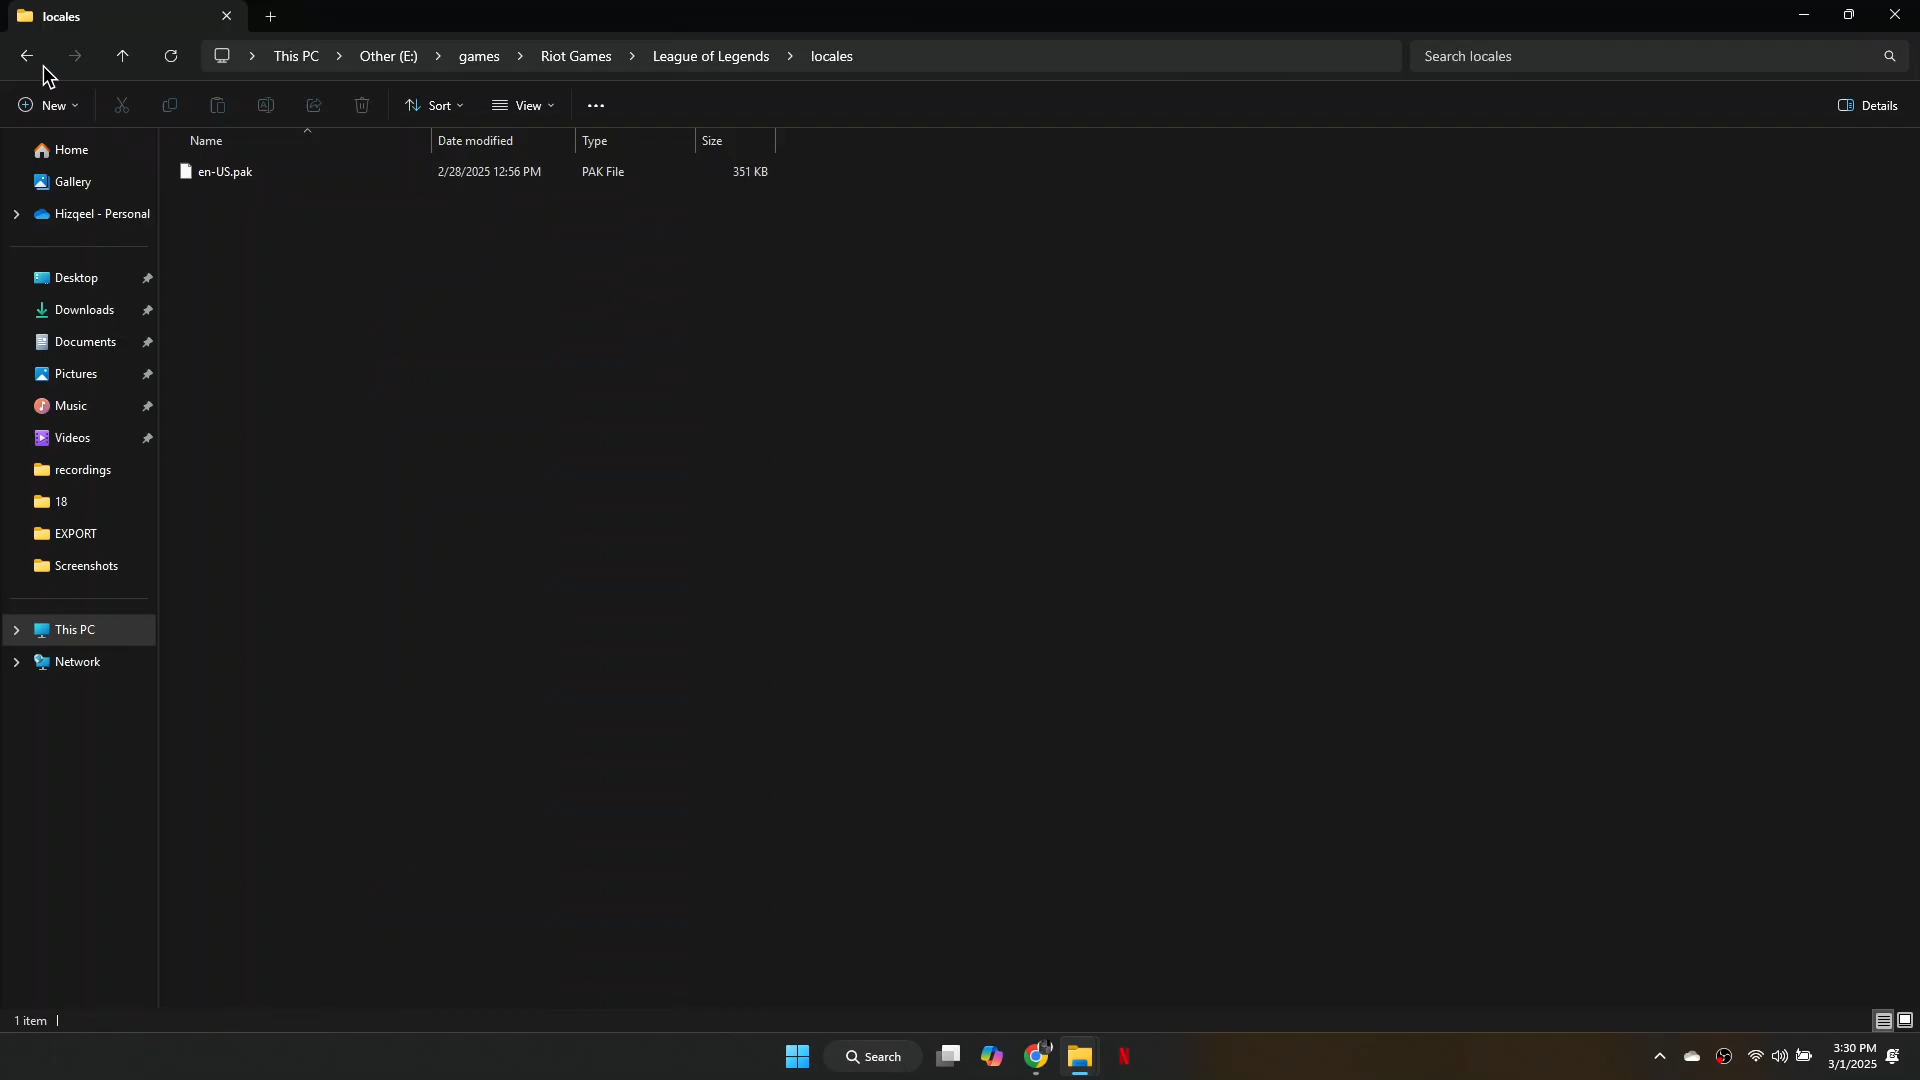 locales
This PC > Other (E:) > games > Riot Games > League of Legends > locales
Search locales
New
Sort
View
Details
Name Date modified Type Size
en-US.pak 2/28/2025 12:56 PM PAK File 351 KB
Home
Gallery
Hizqeel - Personal
Desktop
Downloads
Documents
Pictures
Music
Videos
recordings
18
EXPORT
Screenshots
This PC
Network
1 item
Search
N
3:30 PM
3/1/2025